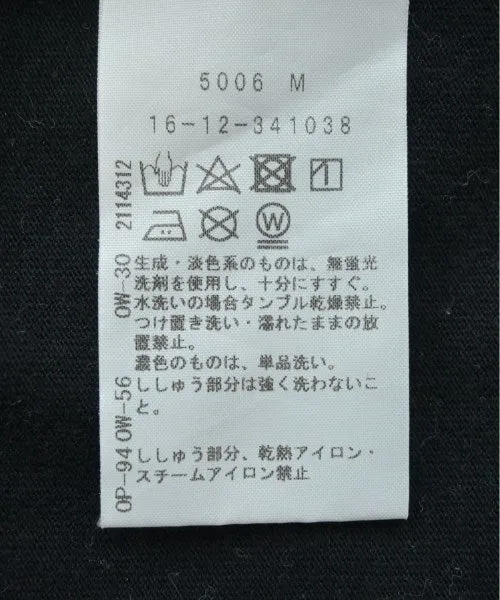 5006 M
16-12-341038
W
生成・淡色系のものは、無蛍光
洗剤を使用し、十分にすすぐ。
水洗いの場合タンブル乾燥禁止。
つけ置き洗い・濡れたままの放
置禁止。
濃色のものは、単品洗い。
ししゅう部分は強く洗わないこ
と。
ししゅう部分、乾熱アイロン・
スチームアイロン禁止
OP-94 OW-56 OW-30 2114312